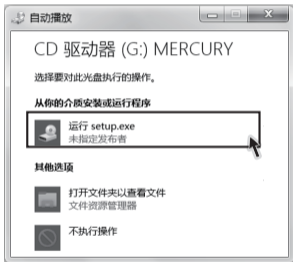 自动播放
CD 驱动器 (G:) MERCURY
选择要对此光盘执行的操作。
从你的介质安装或运行程序
运行 setup.exe
未指定发布者
其他选项
打开文件夹以查看文件
文件资源管理器
不执行操作